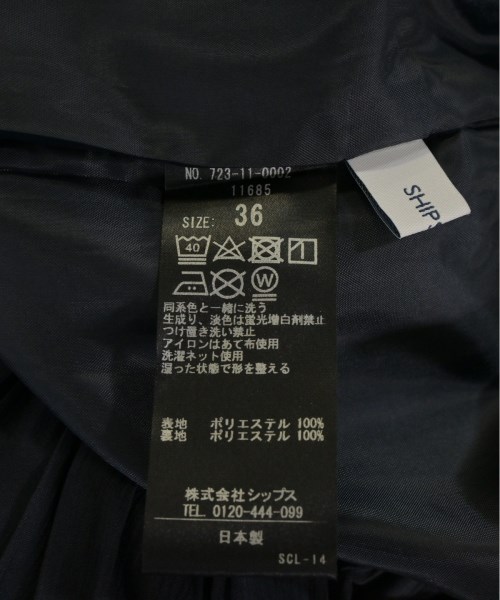 NO. 723-11-0002
11685
SIZE: 36
40
W
同系色と一緒に洗う
生成り、淡色は蛍光増白剤禁止
つけ置き洗い禁止
アイロンはあて布使用
洗濯ネット使用
湿った状態で形を整える
表地 ポリエステル 100%
裏地 ポリエステル 100%
株式会社シップス
TEL. 0120-444-099
日本製
SCL-14
SHIPS